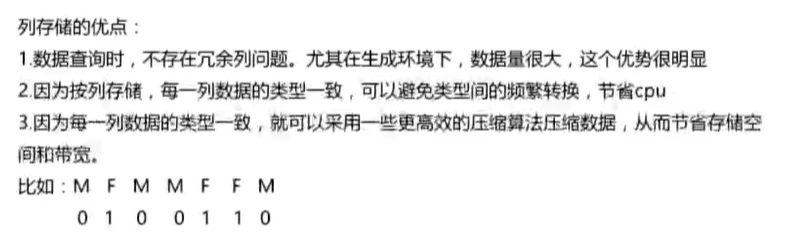 列存储的优点：
1.数据查询时，不存在冗余列问题。尤其在生成环境下，数据量很大，这个优势很明显
2.因为按列存储，每一列数据的类型一致，可以避免类型间的频繁转换，节省cpu
3.因为每一列数据的类型一致，就可以采用一些更高效的压缩算法压缩数据，从而节省存储空
间和带宽。
比如：M F M M F F M
0 1 0 0 1 1 0